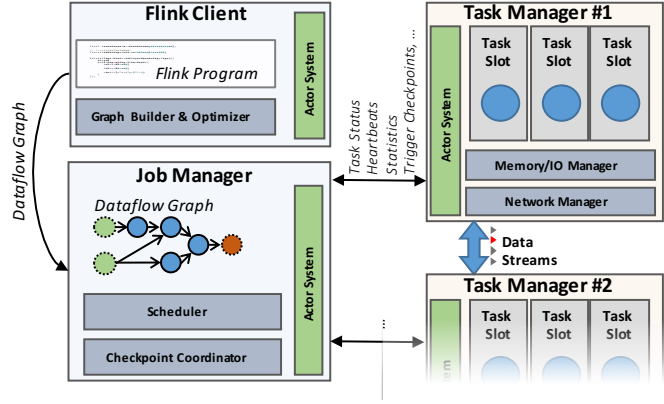 Flink Client
Flink Program
Graph Builder & Optimizer
Actor System
Dataflow Graph
Job Manager
Dataflow Graph
Scheduler
Checkpoint Coordinator
Actor System
Task Status
Heartbeats
Statistics
Trigger Checkpoints, ...
...
Task Manager #1
Actor System
Task
Slot
Task
Slot
Task
Slot
Memory/IO Manager
Network Manager
Data
Streams
Task Manager #2
Task
Slot
Task
Slot
Task
Slot